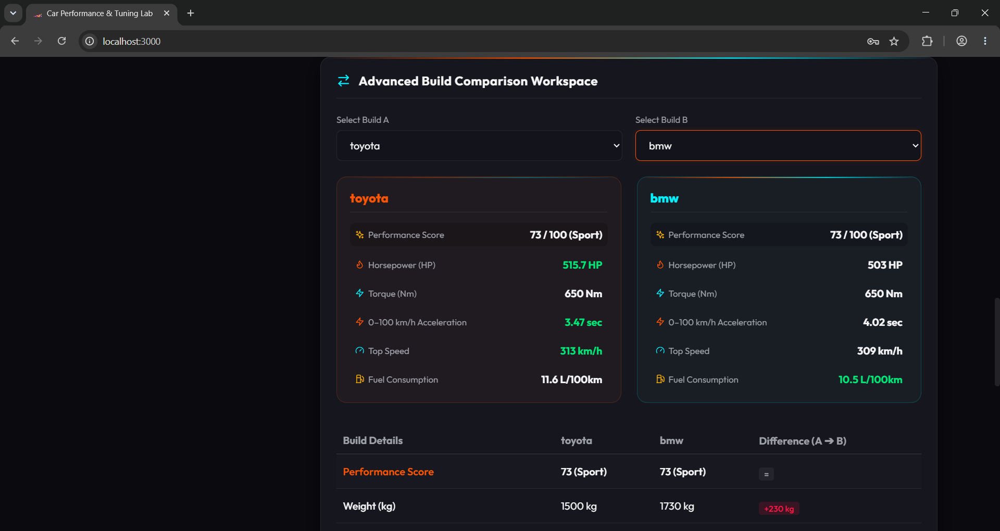 Car Performance & Tuning Lab
localhost:3000
Advanced Build Comparison Workspace
Select Build A
Select Build B
toyota
bmw
toyota
Performance Score 73 / 100 (Sport)
Horsepower (HP) 515.7 HP
Torque (Nm) 650 Nm
0–100 km/h Acceleration 3.47 sec
Top Speed 313 km/h
Fuel Consumption 11.6 L/100km
bmw
Performance Score 73 / 100 (Sport)
Horsepower (HP) 503 HP
Torque (Nm) 650 Nm
0–100 km/h Acceleration 4.02 sec
Top Speed 309 km/h
Fuel Consumption 10.5 L/100km
Build Details toyota bmw Difference (A ➔ B)
Performance Score 73 (Sport) 73 (Sport) =
Weight (kg) 1500 kg 1730 kg +230 kg